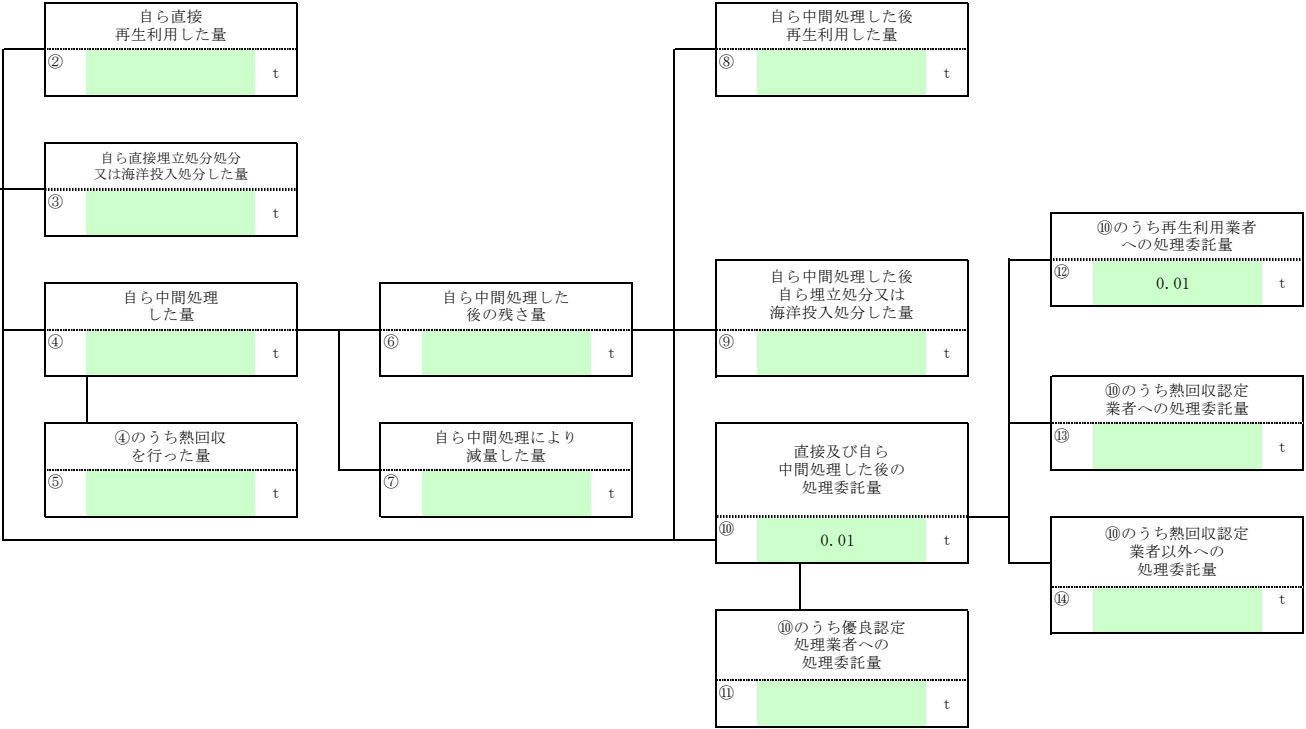 自ら直接
再生利用した量
② t
自ら中間処理した後
再生利用した量
⑧ t
自ら直接埋立処分処分
又は海洋投入処分した量
③ t
⑩のうち再生利用業者
への処理委託量
⑫ 0.01 t
自ら中間処理
した量
④ t
自ら中間処理した
後の残さ量
⑥ t
自ら中間処理した後
自ら埋立処分又は
海洋投入処分した量
⑨ t
⑩のうち熱回収認定
業者への処理委託量
⑬ t
④のうち熱回収
を行った量
⑤ t
自ら中間処理により
減量した量
⑦ t
直接及び自ら
中間処理した後の
処理委託量
⑩ 0.01 t
⑩のうち熱回収認定
業者以外への
処理委託量
⑭ t
⑩のうち優良認定
処理業者への
処理委託量
⑪ t